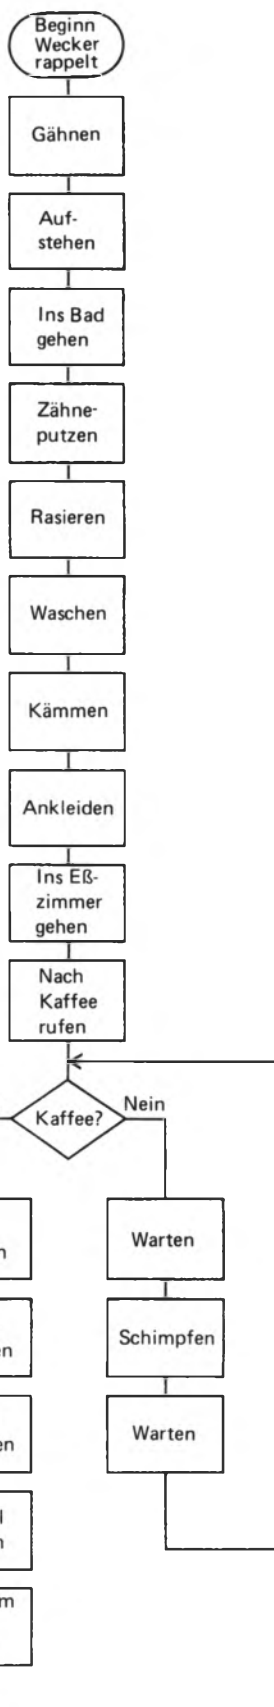 Beginn
Wecker
rappelt
Gähnen
Auf-
stehen
Ins Bad
gehen
Zähne-
putzen
Rasieren
Waschen
Kämmen
Ankleiden
Ins Eß-
zimmer
gehen
Nach
Kaffee
rufen
Kaffee?
Nein
Warten
Schimpfen
Warten